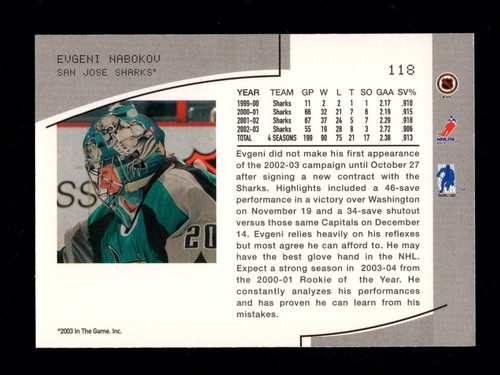 EVGENI NABOKOV
SAN JOSE SHARKS*
118
YEAR TEAM GP W L T SO GAA SV%
1999-00 Sharks 11 2 2 1 1 2.17 .910
2000-01 Sharks 66 32 21 7 6 2.19 .915
2001-02 Sharks 67 37 24 5 7 2.29 .918
2002-03 Sharks 55 19 28 8 3 2.72 .906
TOTAL 4 SEASONS 199 90 75 21 17 2.38 .913
Evgeni did not make his first appearance
of the 2002-03 campaign until October 27
after signing a new contract with the
Sharks. Highlights included a 46-save
performance in a victory over Washington
on November 19 and a 34-save shutout
versus those same Capitals on December
14. Evgeni relies heavily on his reflexes
but most agree he can afford to. He may
have the best glove hand in the NHL.
Expect a strong season in 2003-04 from
the 2000-01 Rookie of the Year. He
constantly analyzes his performances
and has proven he can learn from his
mistakes.
20
©2003 In The Game, Inc.